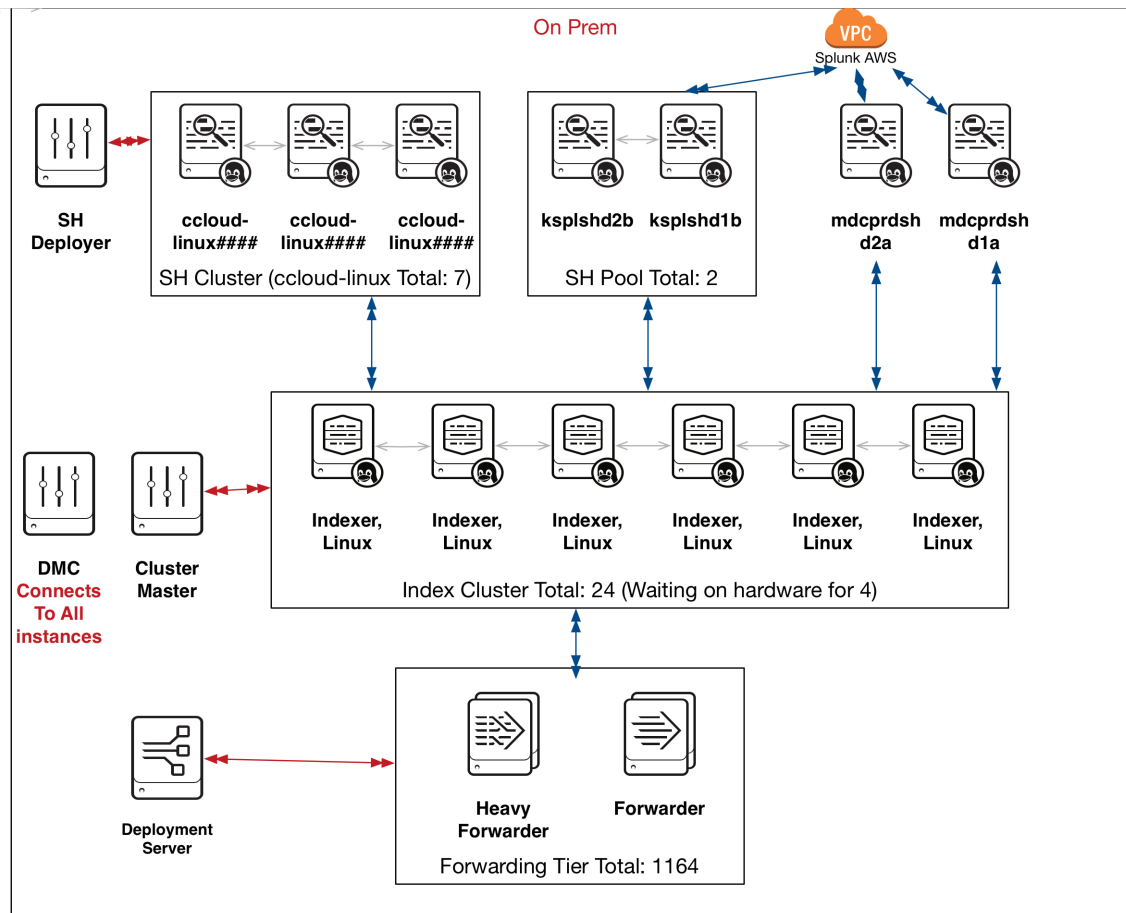 On Prem
VPC
Splunk AWS
SH
Deployer
ccloud-
linux####
ccloud-
linux####
ccloud-
linux####
SH Cluster (ccloud-linux Total: 7)
ksplshd2b
ksplshd1b
SH Pool Total: 2
mdcprdsh
d2a
mdcprdsh
d1a
DMC
Connects
To All
instances
Cluster
Master
Indexer,
Linux
Indexer,
Linux
Indexer,
Linux
Indexer,
Linux
Indexer,
Linux
Indexer,
Linux
Index Cluster Total: 24 (Waiting on hardware for 4)
Deployment
Server
Heavy
Forwarder
Forwarder
Forwarding Tier Total: 1164